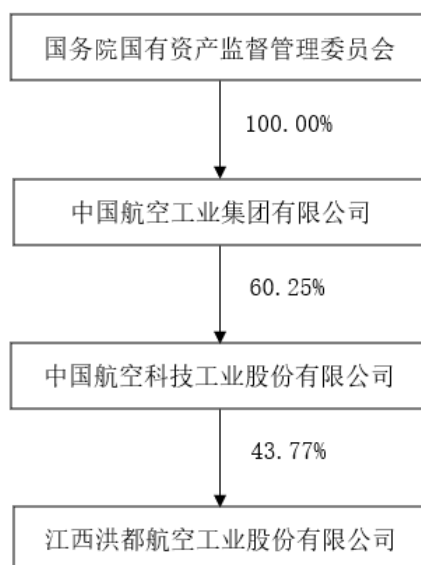 国务院国有资产监督管理委员会
100.00%
中国航空工业集团有限公司
60.25%
中国航空科技工业股份有限公司
43.77%
江西洪都航空工业股份有限公司